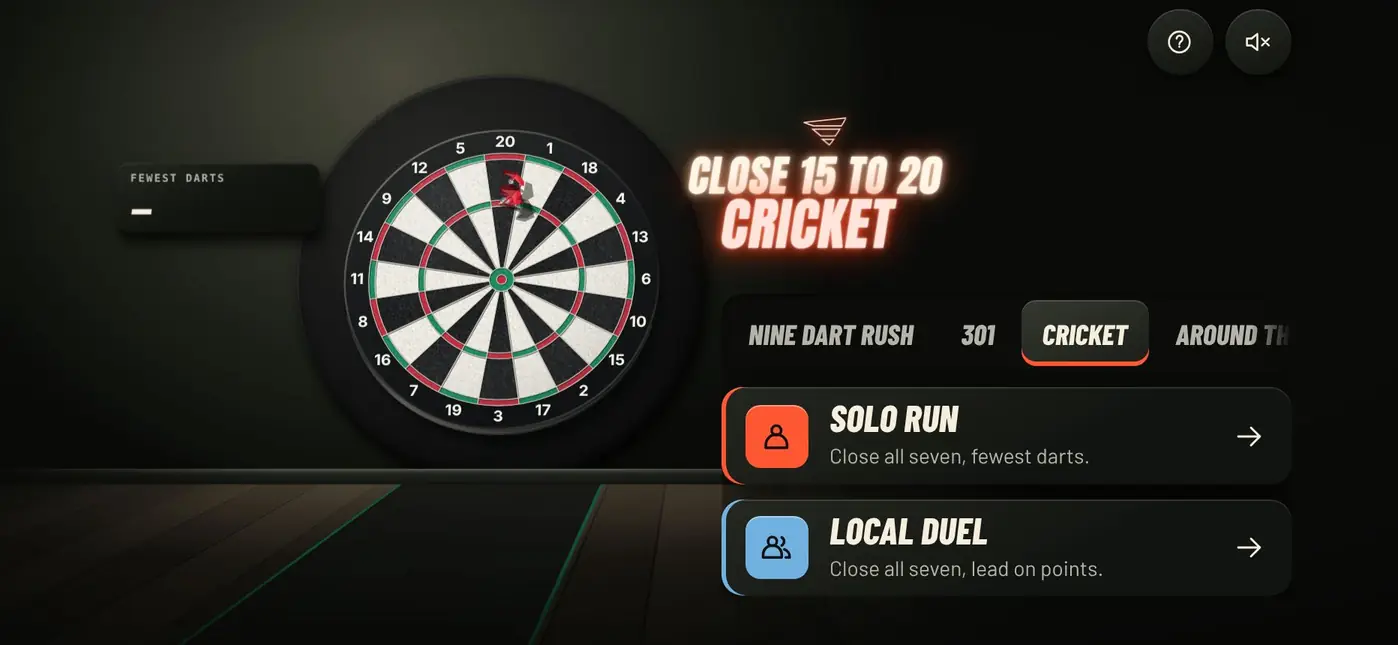 FEWEST DARTS
–
CLOSE 15 TO 20
CRICKET
20
1
18
4
13
6
10
15
2
17
3
19
7
16
8
11
14
9
12
5
NINE DART RUSH
301
CRICKET
AROUND TH
SOLO RUN
Close all seven, fewest darts.
LOCAL DUEL
Close all seven, lead on points.